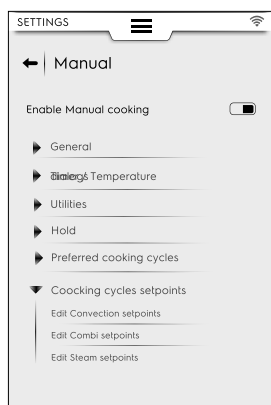 SETTINGS
Manual
Enable Manual cooking
General
Temperature
Utilities
Hold
Preferred cooking cycles
Coocking cycles setpoints
Edit Convection setpoints
Edit Combi setpoints
Edit Steam setpoints